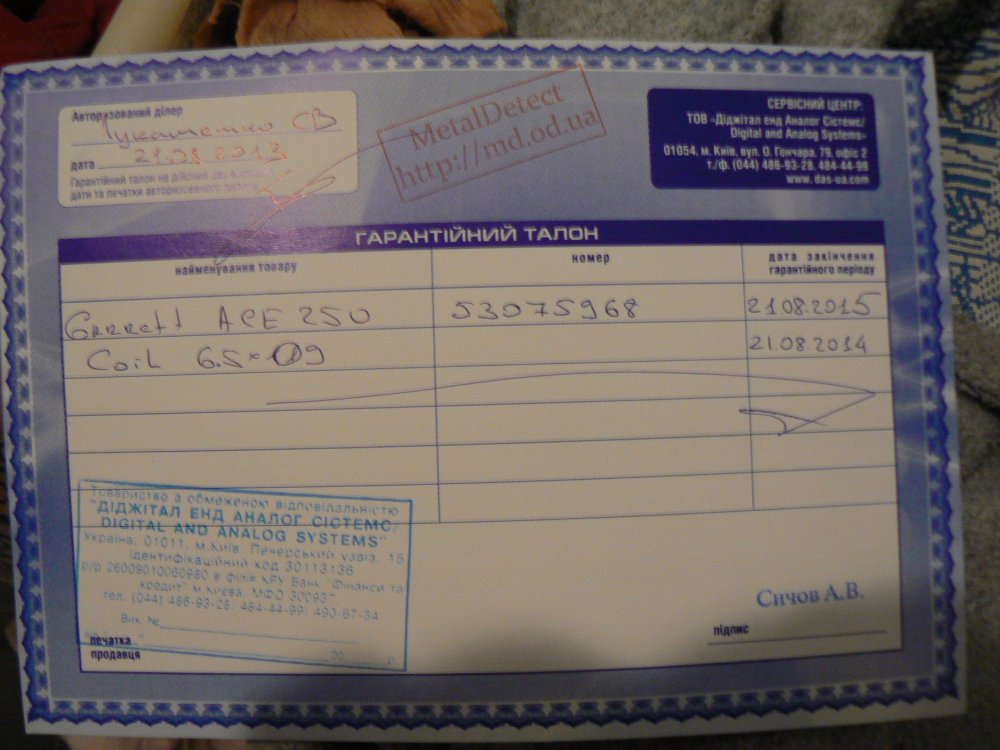 Авторизований ділер
СВ
дата 21.08.2013
Гарантійний талон не дійсний без
дати та печатки авторизованого дилера
MetalDetect
http://md.od.ua
СЕРВІСНИЙ ЦЕНТР:
ТОВ «Діджітал енд Аналог Сістемс/
Digital and Analog Systems»
01054, м. Київ, вул. О. Гончара, 79, офіс 2
т./ф. (044) 486-93-28, 484-44-99
www. das-ua.com
ГАРАНТІЙНИЙ ТАЛОН
найменування товару
номер
дата закінчення
гарантійного періоду
Garrett ACE 250 53075968 21.08.2015
Coil 6.5×9 21.08.2014
Товариство з обмеженою відповідальністю
"ДІДЖІТАЛ ЕНД АНАЛОГ СІСТЕМС/
DIGITAL AND ANALOG SYSTEMS"
Україна, 01011, м.Київ, Печерський узвіз, 15
Ідентифікаційний код 30113136
р/р 26009010060980 в філія КРУ Банк "Фінанси та
кредит" м.Києва, МФО 300937
тел. (044) 486-93-28; 484-44-99; 490-67-34
Вих. №
20 р.
печатка
продавця
Сичов А.В.
підпис